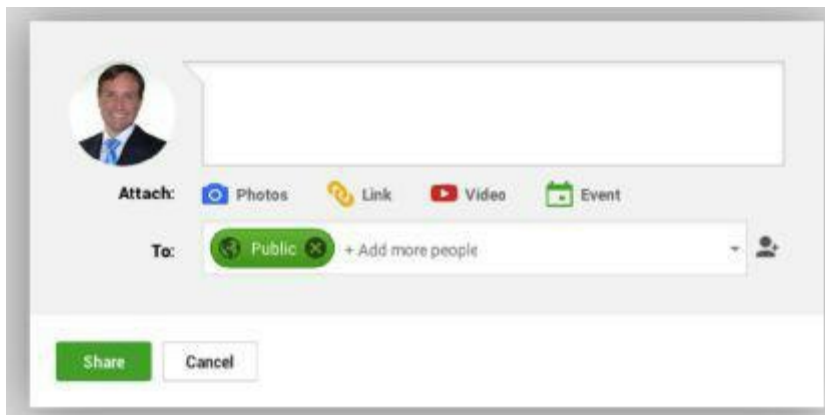 Attach: Photos Link Video Event
To: Public + Add more people
Share Cancel